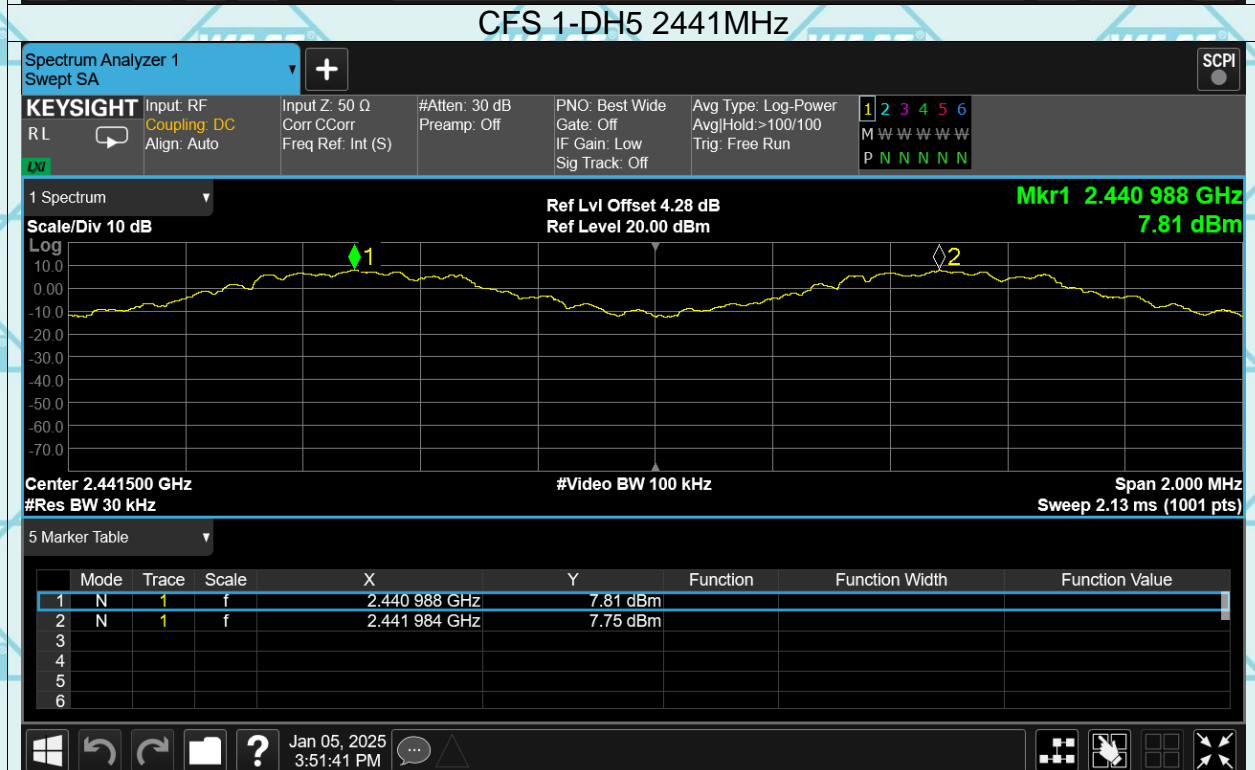 CFS 1-DH5 2441MHz
Spectrum Analyzer 1
Swept SA
SCPI
KEYSIGHT Input: RF Input Z: 50 Ω #Atten: 30 dB PNO: Best Wide Avg Type: Log-Power 1 2 3 4 5 6
R L Coupling: DC Corr CCorr Preamp: Off Gate: Off Avg|Hold:>100/100 M W W W W W
Align: Auto Freq Ref: Int (S) IF Gain: Low Trig: Free Run P N N N N N
LXI Sig Track: Off
1 Spectrum
Scale/Div 10 dB
Ref Lvl Offset 4.28 dB
Ref Level 20.00 dBm
Mkr1 2.440 988 GHz
7.81 dBm
Log
10.0
0.00
-10.0
-20.0
-30.0
-40.0
-50.0
-60.0
-70.0
1
2
Center 2.441500 GHz #Video BW 100 kHz Span 2.000 MHz
#Res BW 30 kHz Sweep 2.13 ms (1001 pts)
5 Marker Table
Mode Trace Scale X Y Function Function Width Function Value
1 N 1 f 2.440 988 GHz 7.81 dBm
2 N 1 f 2.441 984 GHz 7.75 dBm
3
4
5
6
? Jan 05, 2025
3:51:41 PM